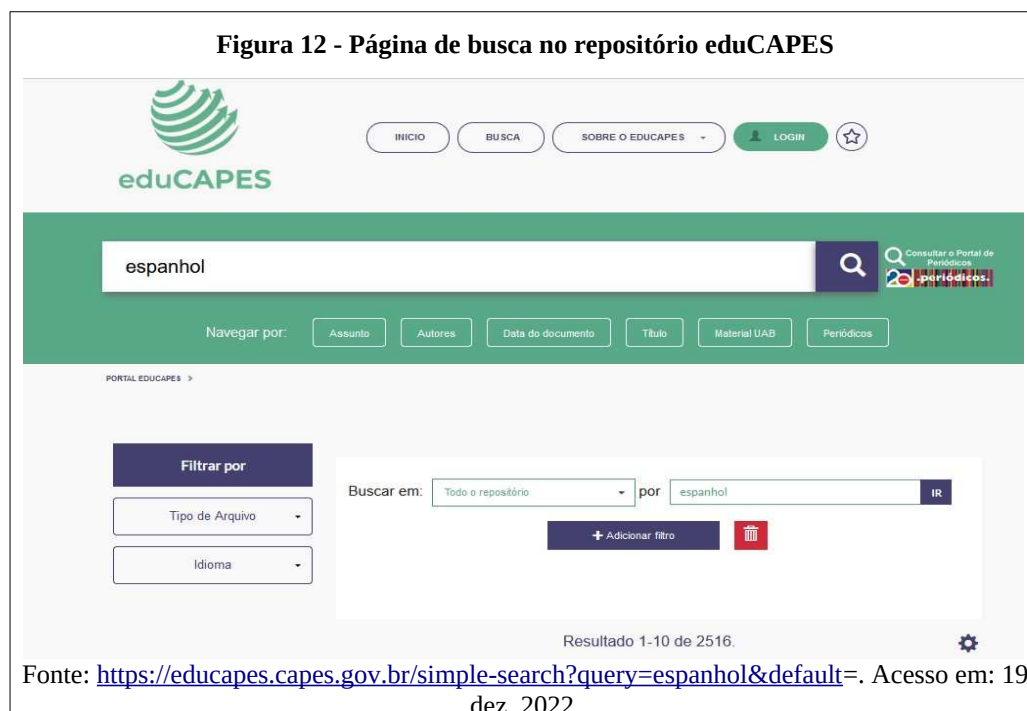 Figura 12 - Página de busca no repositório eduCAPES
INICIO BUSCA SOBRE O EDUCAPES LOGIN
eduCAPES
espanhol
Consultar o Portal de
Periódicos
.periódicos.
Navegar por: Assunto Autores Data do documento Título Material UAB Periódicos
PORTAL EDUCAPES >
Filtrar por
Buscar em: Todo o repositório por espanhol IR
Tipo de Arquivo
+ Adicionar filtro
Idioma
Resultado 1-10 de 2516.
Fonte: https://educapes.capes.gov.br/simple-search?query=espanhol&default=. Acesso em: 19
dez. 2022